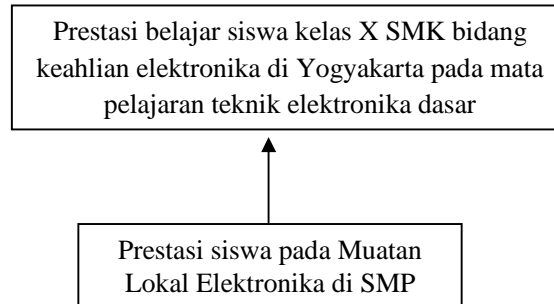 Prestasi belajar siswa kelas X SMK bidang
keahlian elektronika di Yogyakarta pada mata
pelajaran teknik elektronika dasar
Prestasi siswa pada Muatan
Lokal Elektronika di SMP